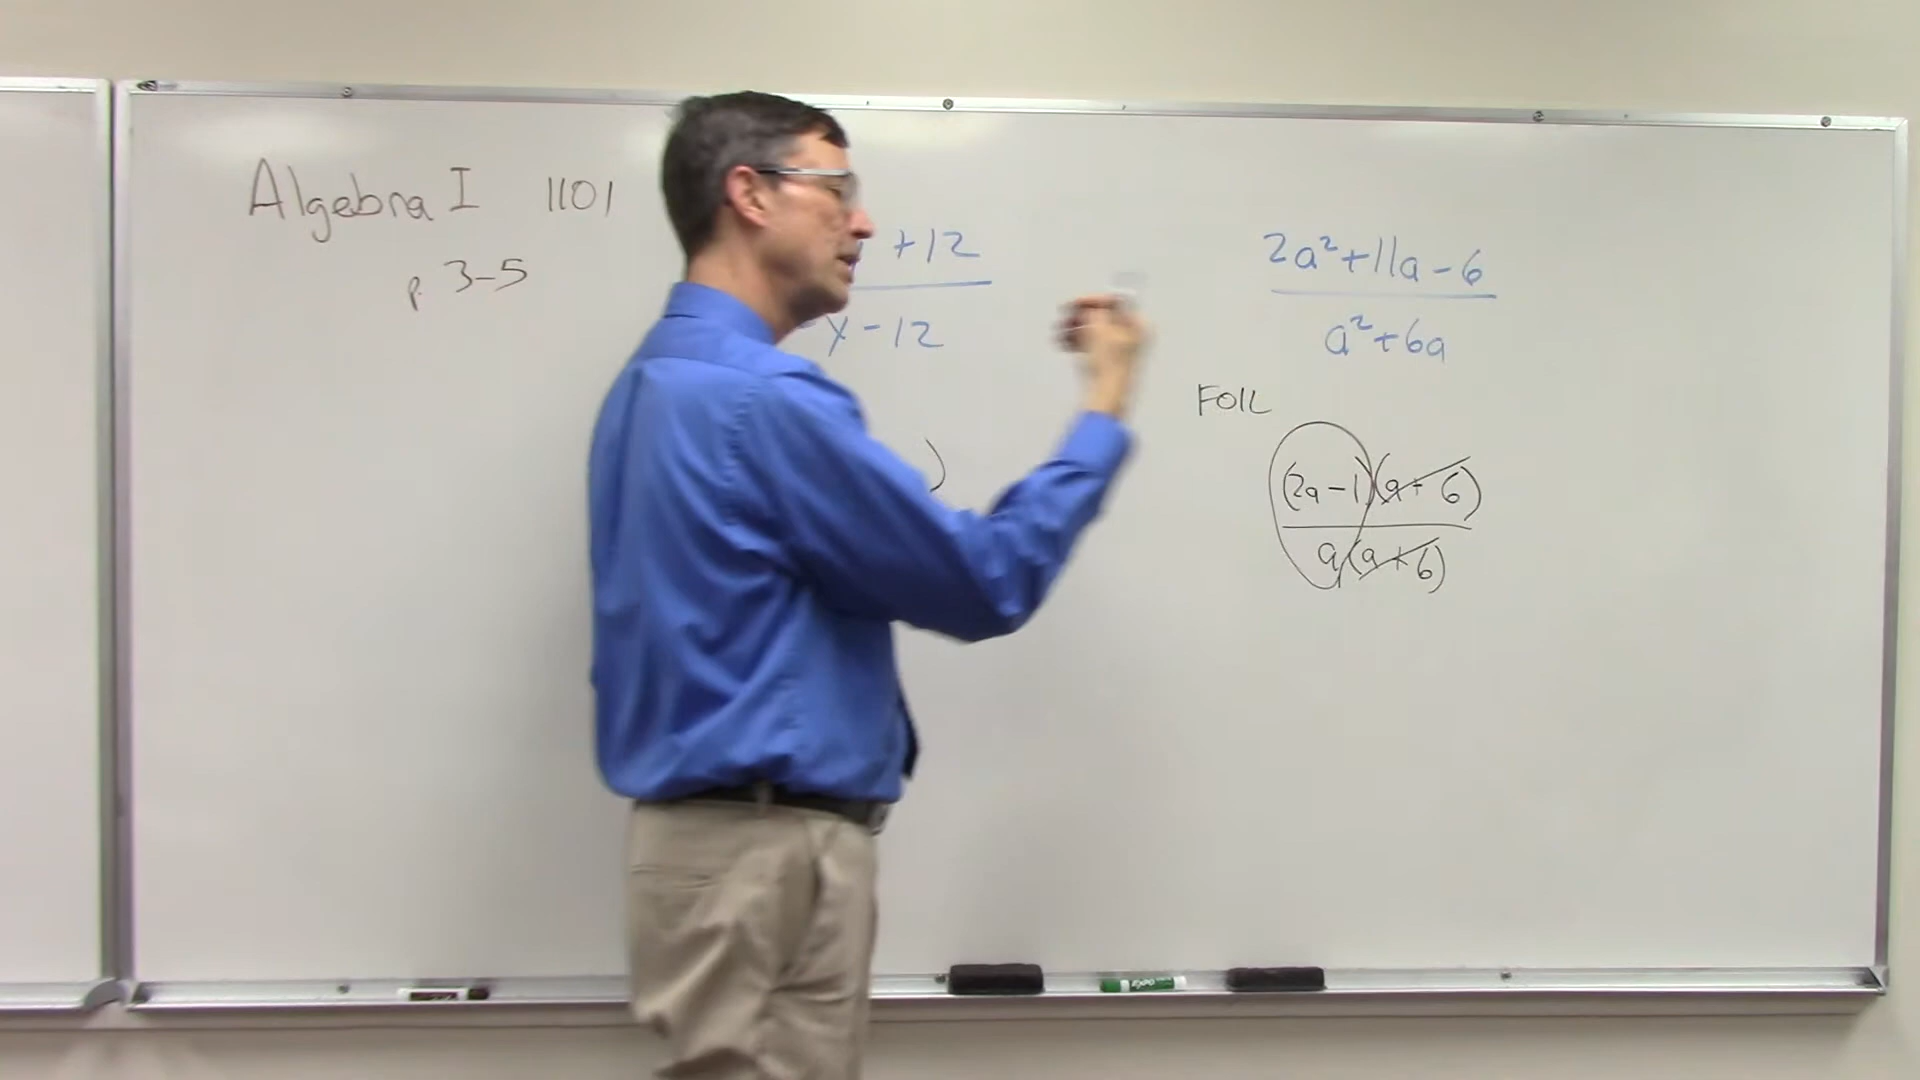 Algebra I 1101
p. 3-5
+12
x - 12
)
2a²+11a-6
a²+6a
FOIL
(2a-1)(a+6)
a(a+6)